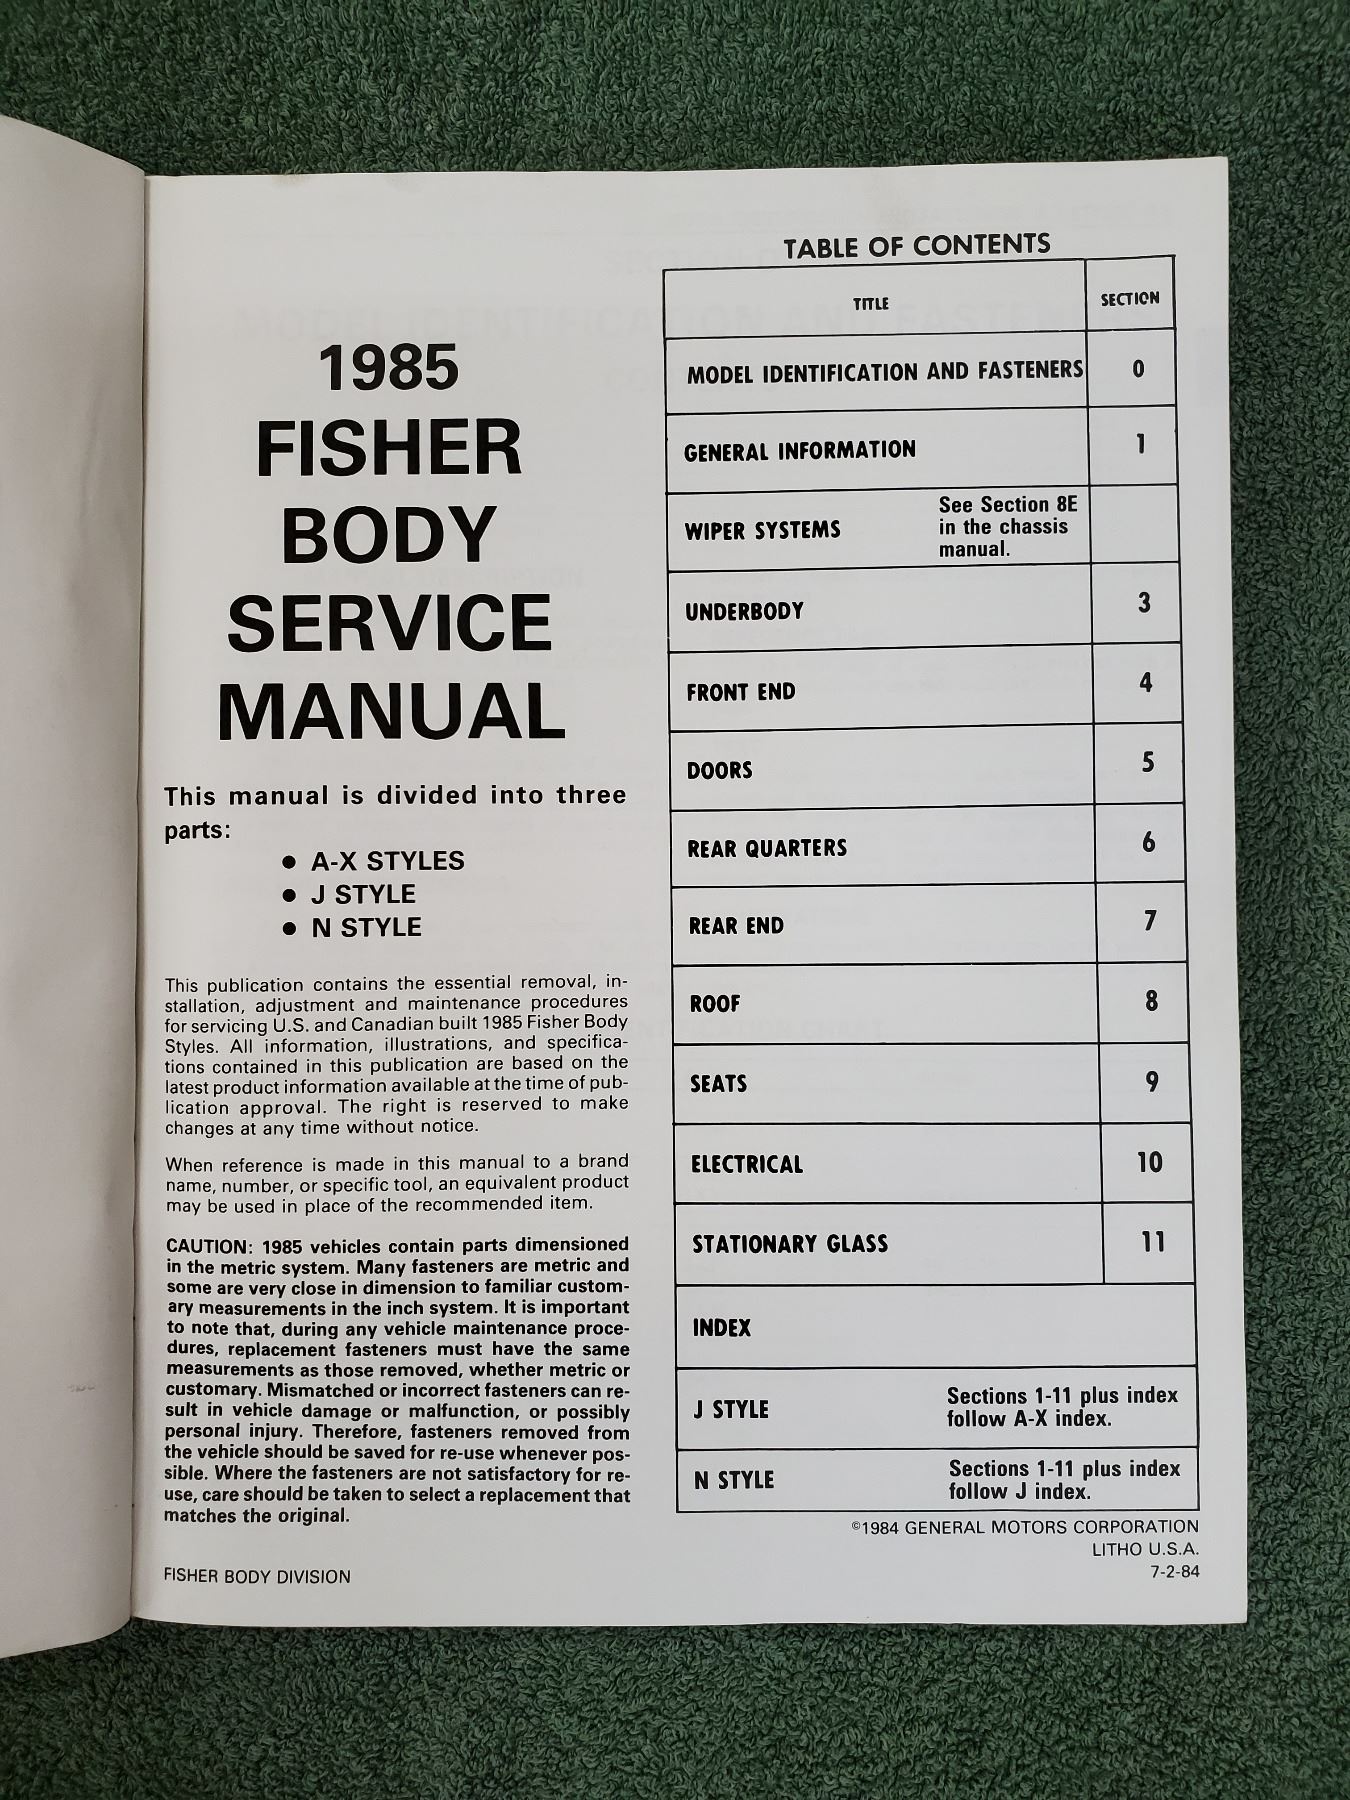 1985
FISHER
BODY
SERVICE
MANUAL
This manual is divided into three
parts:
● A-X STYLES
● J STYLE
● N STYLE
This publication contains the essential removal, in-
stallation, adjustment and maintenance procedures
for servicing U.S. and Canadian built 1985 Fisher Body
Styles. All information, illustrations, and specifica-
tions contained in this publication are based on the
latest product information available at the time of pub-
lication approval. The right is reserved to make
changes at any time without notice.
When reference is made in this manual to a brand
name, number, or specific tool, an equivalent product
may be used in place of the recommended item.
CAUTION: 1985 vehicles contain parts dimensioned
in the metric system. Many fasteners are metric and
some are very close in dimension to familiar custom-
ary measurements in the inch system. It is important
to note that, during any vehicle maintenance proce-
dures, replacement fasteners must have the same
measurements as those removed, whether metric or
customary. Mismatched or incorrect fasteners can re-
sult in vehicle damage or malfunction, or possibly
personal injury. Therefore, fasteners removed from
the vehicle should be saved for re-use whenever pos-
sible. Where the fasteners are not satisfactory for re-
use, care should be taken to select a replacement that
matches the original.
FISHER BODY DIVISION
TABLE OF CONTENTS
TITLE SECTION
MODEL IDENTIFICATION AND FASTENERS 0
GENERAL INFORMATION 1
WIPER SYSTEMS See Section 8E
in the chassis
manual.
UNDERBODY 3
FRONT END 4
DOORS 5
REAR QUARTERS 6
REAR END 7
ROOF 8
SEATS 9
ELECTRICAL 10
STATIONARY GLASS 11
INDEX
J STYLE Sections 1-11 plus index
follow A-X index.
N STYLE Sections 1-11 plus index
follow J index.
©1984 GENERAL MOTORS CORPORATION
LITHO U.S.A.
7-2-84